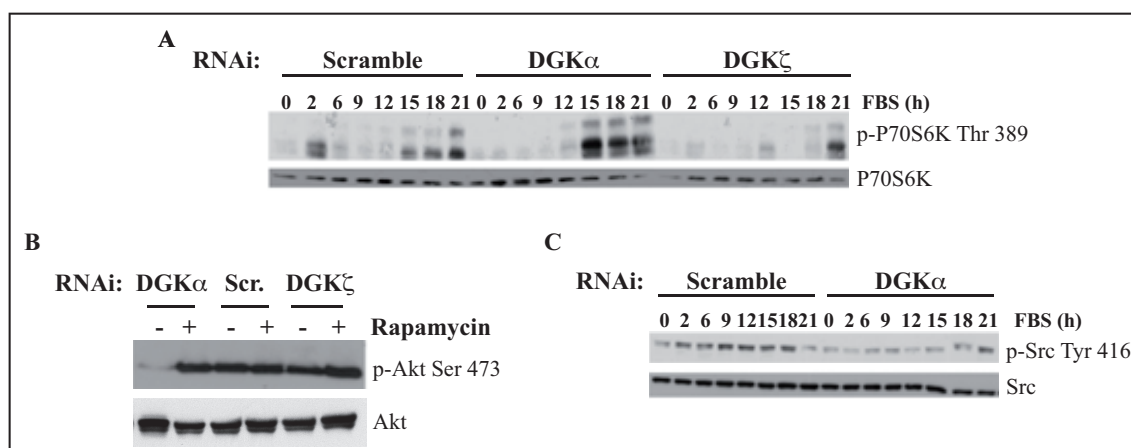 A
RNAi: Scramble DGKα DGKζ
0 2 6 9 12 15 18 21 0 2 6 9 12 15 18 21 0 2 6 9 12 15 18 21 FBS (h)
p-P70S6K Thr 389
P70S6K
B
RNAi: DGKα Scr. DGKζ
- + - + - + Rapamycin
p-Akt Ser 473
Akt
C
RNAi: Scramble DGKα
0 2 6 9 12 15 18 21 0 2 6 9 12 15 18 21 FBS (h)
p-Src Tyr 416
Src